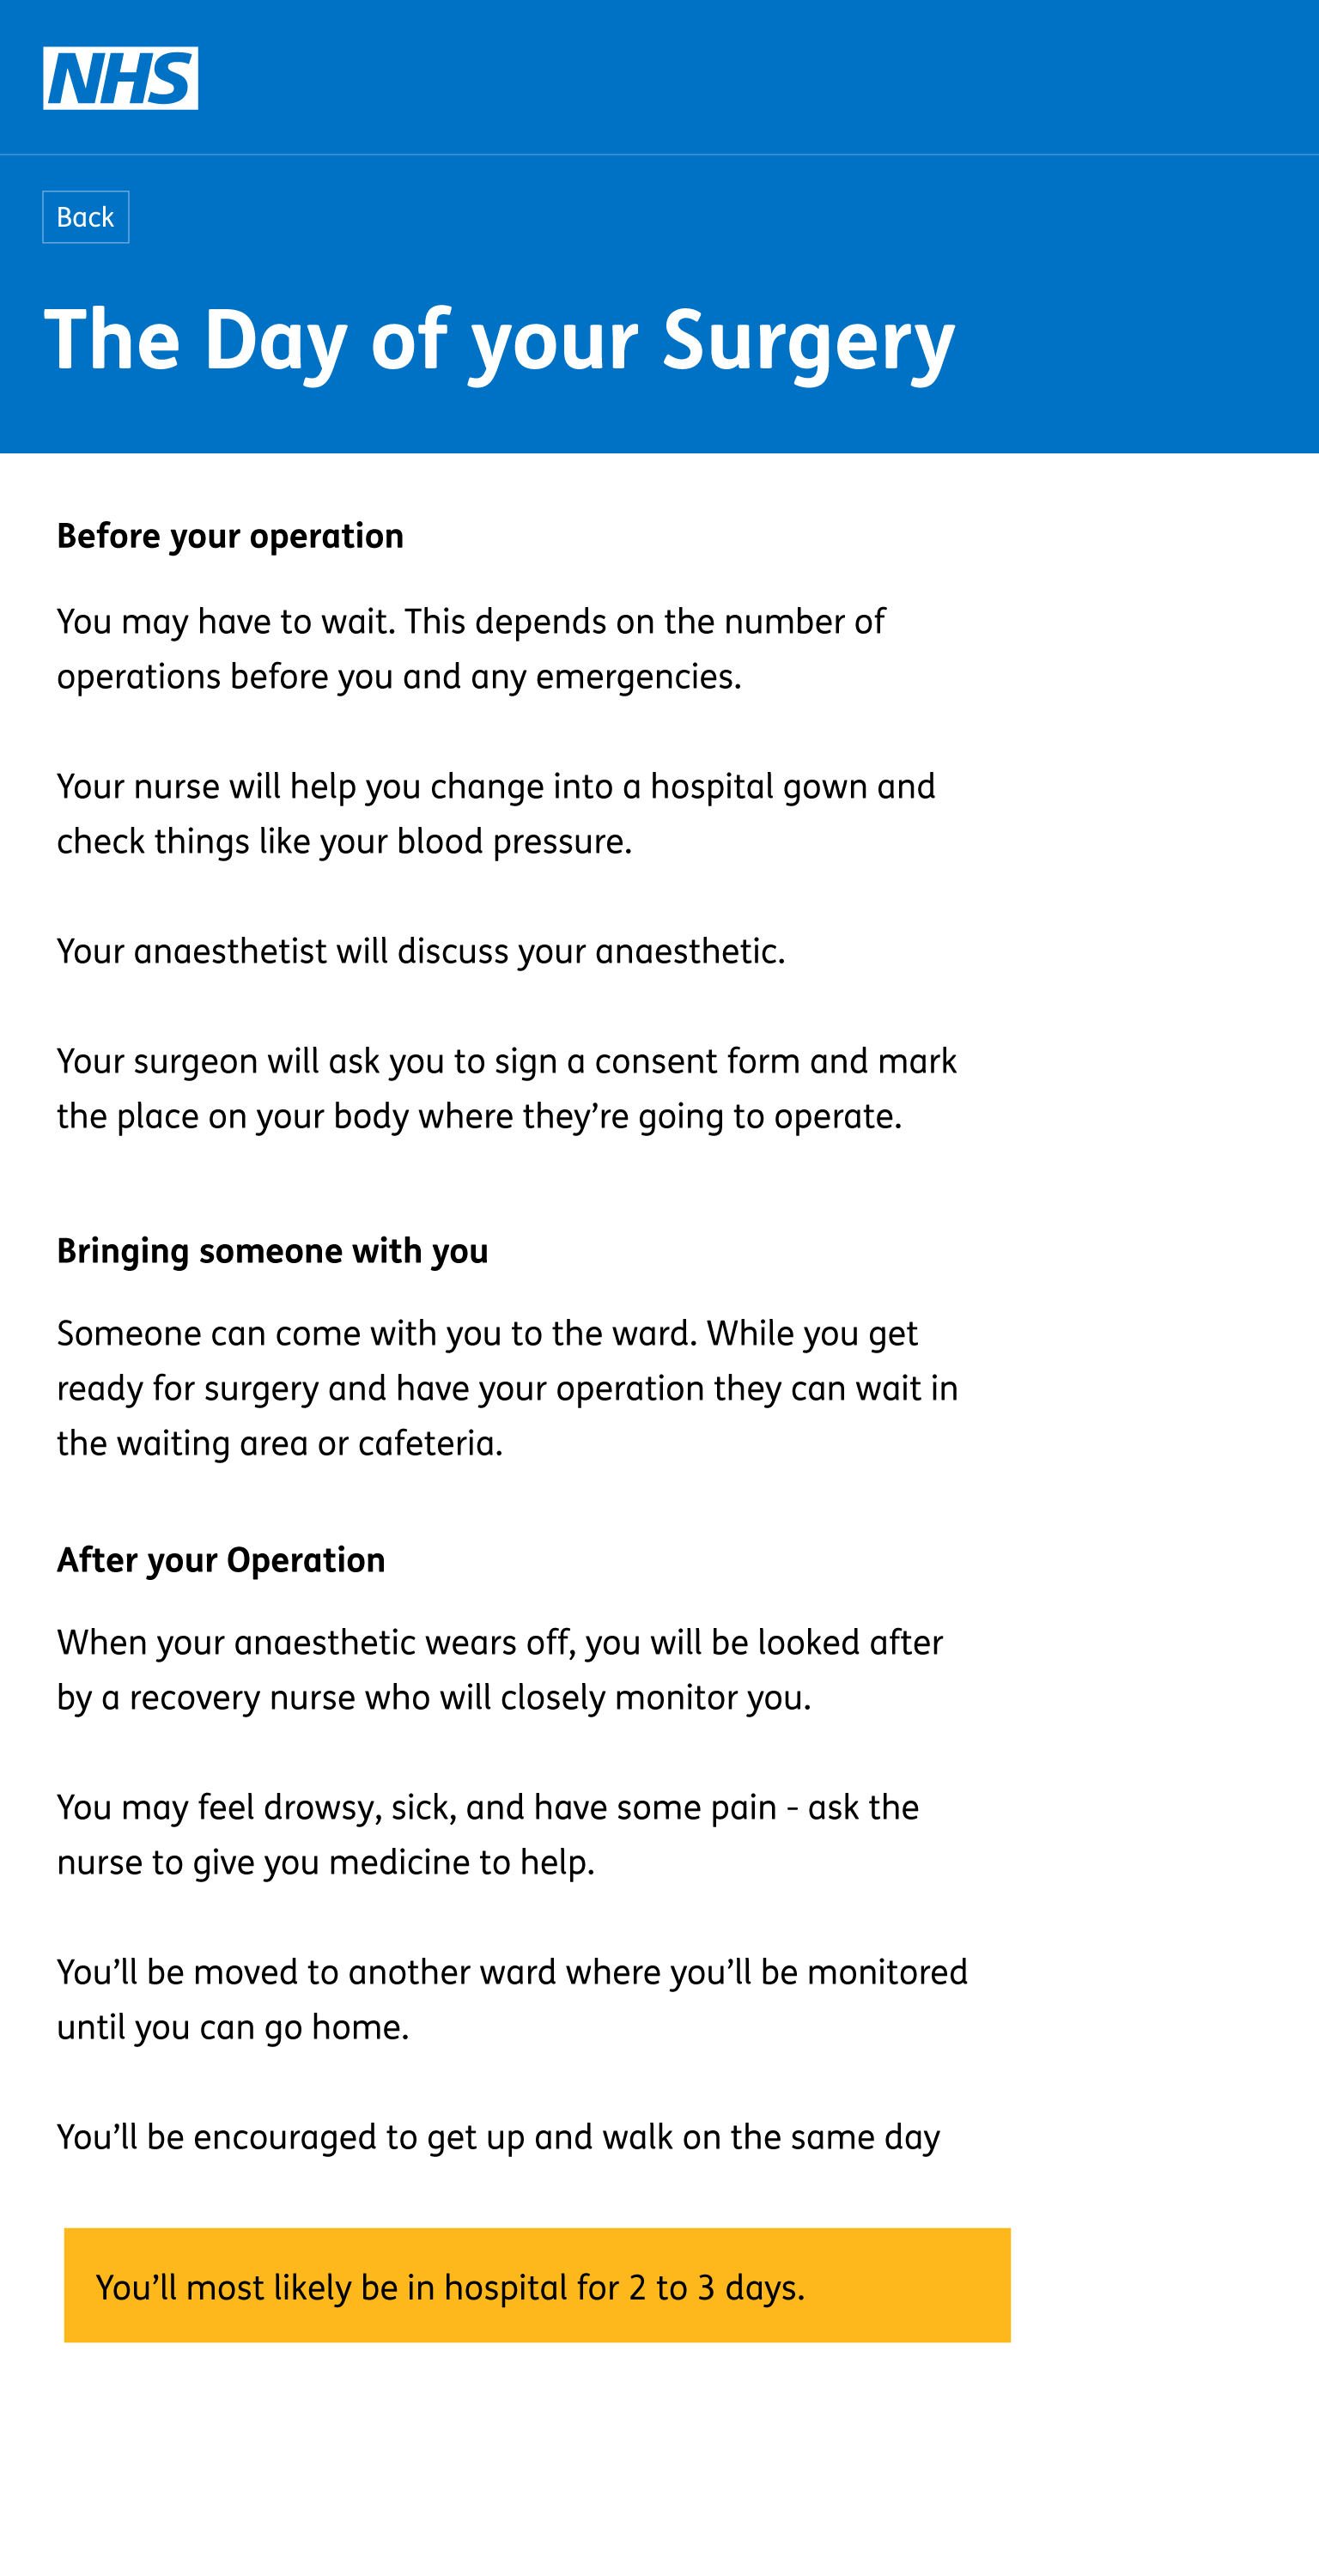 NHS
Back
The Day of your Surgery
Before your operation
You may have to wait. This depends on the number of
operations before you and any emergencies.
Your nurse will help you change into a hospital gown and
check things like your blood pressure.
Your anaesthetist will discuss your anaesthetic.
Your surgeon will ask you to sign a consent form and mark
the place on your body where they’re going to operate.
Bringing someone with you
Someone can come with you to the ward. While you get
ready for surgery and have your operation they can wait in
the waiting area or cafeteria.
After your Operation
When your anaesthetic wears off, you will be looked after
by a recovery nurse who will closely monitor you.
You may feel drowsy, sick, and have some pain - ask the
nurse to give you medicine to help.
You’ll be moved to another ward where you’ll be monitored
until you can go home.
You’ll be encouraged to get up and walk on the same day
You’ll most likely be in hospital for 2 to 3 days.